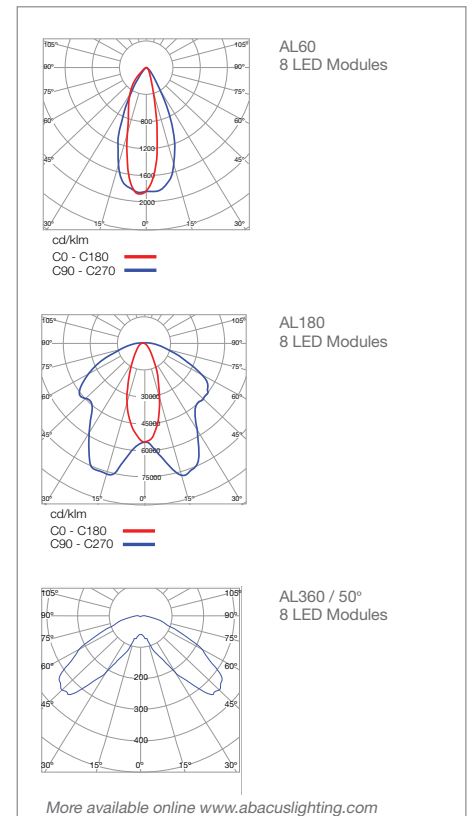 AL60
8 LED Modules
105° 105°
90° 90°
75° 75°
60° 60°
45° 45°
30° 15° 0° 15° 30°
800
1200
1600
2000
cd/klm
C0 - C180
C90 - C270
AL180
8 LED Modules
105° 105°
90° 90°
75° 75°
60° 60°
45° 45°
30° 15° 0° 15° 30°
30000
45000
60000
75000
cd/klm
C0 - C180
C90 - C270
AL360 / 50°
8 LED Modules
105° 105°
90° 90°
75° 75°
60° 60°
45° 45°
30° 15° 0° 15° 30°
200
300
400
More available online www.abacuslighting.com